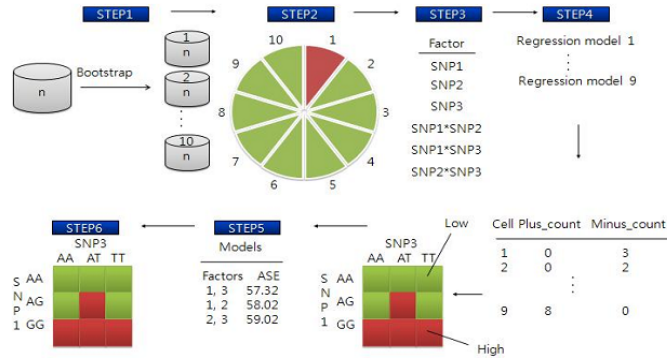 STEP1
STEP2
STEP3
STEP4
n
Bootstrap
1
n
2
n
10
n
10 1
9 2
8 3
7 4
6 5
Factor
SNP1
SNP2
SNP3
SNP1*SNP2
SNP1*SNP3
SNP2*SNP3
Regression model 1
Regression model 9
STEP6
SNP3
AA AT TT
SNP1
AA
AG
GG
STEP5
Models
Factors ASE
1, 3 57.32
1, 2 58.02
2, 3 59.02
SNP3
AA AT TT
SNP1
AA
AG
GG
Low
High
Cell Plus_count Minus_count
1 0 3
2 0 2
9 8 0